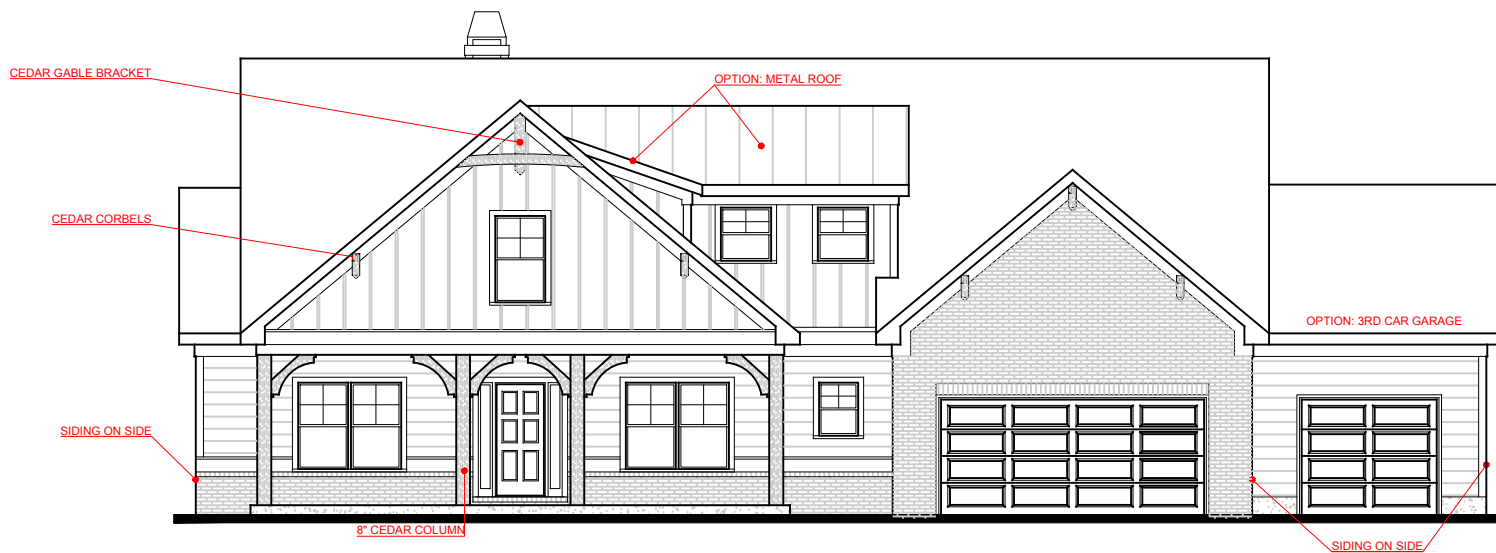 CEDAR GABLE BRACKET
OPTION: METAL ROOF
CEDAR CORBELS
OPTION: 3RD CAR GARAGE
SIDING ON SIDE
8" CEDAR COLUMN
SIDING ON SIDE